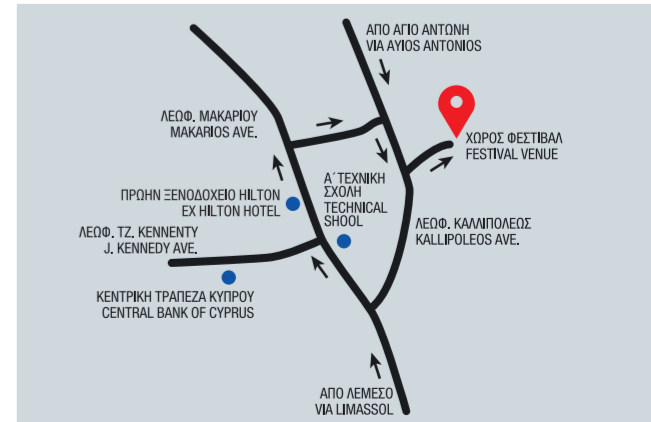 ΑΠΟ ΑΓΙΟ ΑΝΤΩΝΗ
VIA AYIOS ANTONIOS
ΛΕΩΦ. ΜΑΚΑΡΙΟΥ
MAKARIOS AVE.
ΧΩΡΟΣ ΦΕΣΤΙΒΑΛ
FESTIVAL VENUE
ΠΡΩΗΝ ΞΕΝΟΔΟΧΕΙΟ HILTON
EX HILTON HOTEL
Α΄ ΤΕΧΝΙΚΗ
ΣΧΟΛΗ
TECHNICAL
SHOOL
ΛΕΩΦ. ΤΖ. ΚΕΝΝΕΝΤΥ
J. KENNEDY AVE.
ΛΕΩΦ. ΚΑΛΛΙΠΟΛΕΩΣ
KALLIPOLEOS AVE.
ΚΕΝΤΡΙΚΗ ΤΡΑΠΕΖΑ ΚΥΠΡΟΥ
CENTRAL BANK OF CYPRUS
ΑΠΟ ΛΕΜΕΣΟ
VIA LIMASSOL